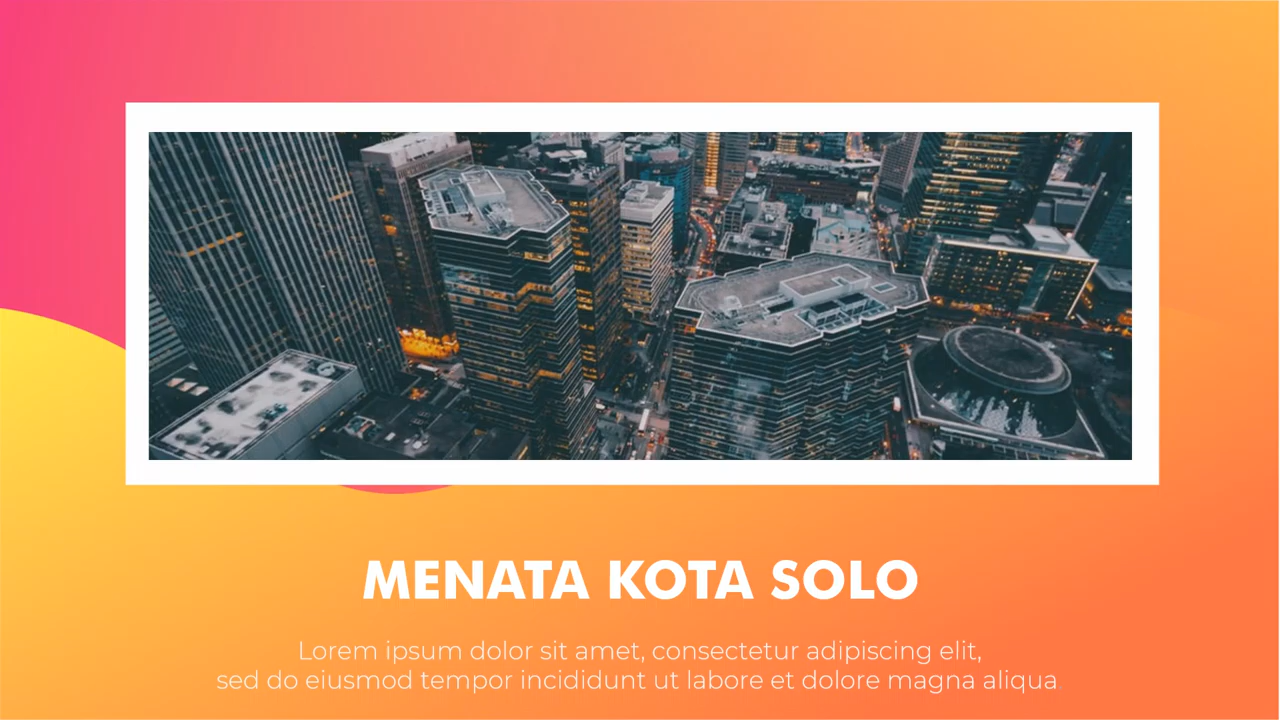 MENATA KOTA SOLO
Lorem ipsum dolor sit amet, consectetur adipiscing elit,
sed do eiusmod tempor incididunt ut labore et dolore magna aliqua.